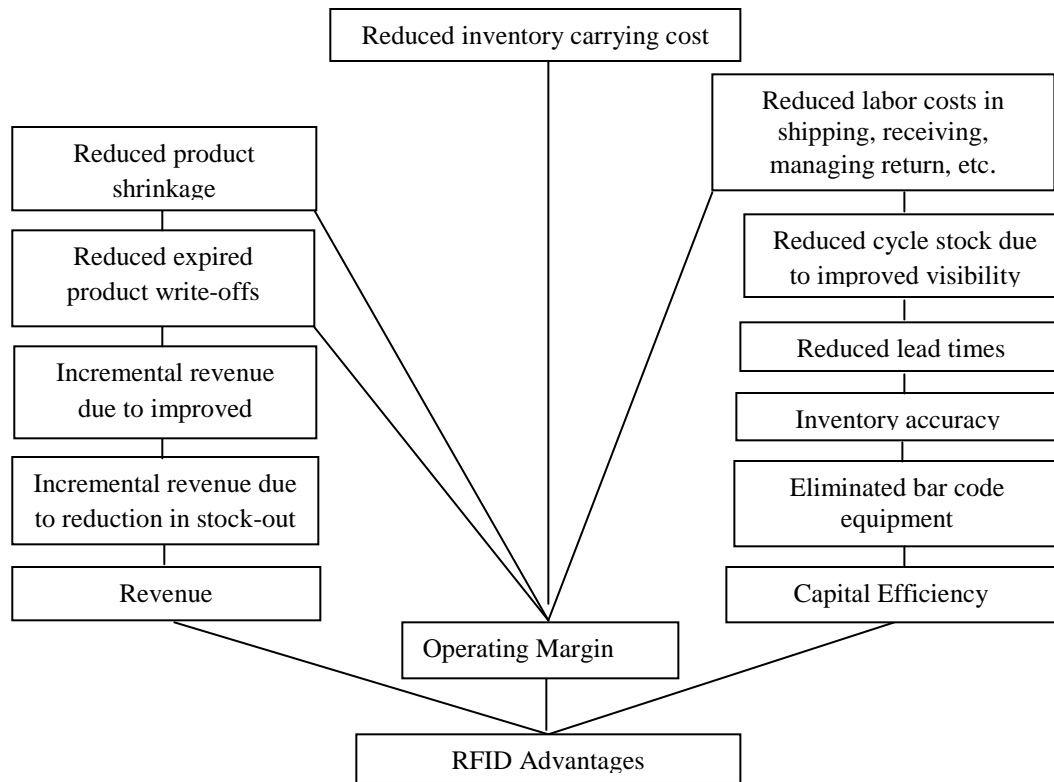 Reduced inventory carrying cost
Reduced product
shrinkage
Reduced expired
product write-offs
Incremental revenue
due to improved
Incremental revenue due
to reduction in stock-out
Revenue
Reduced labor costs in
shipping, receiving,
managing return, etc.
Reduced cycle stock due
to improved visibility
Reduced lead times
Inventory accuracy
Eliminated bar code
equipment
Capital Efficiency
Operating Margin
RFID Advantages